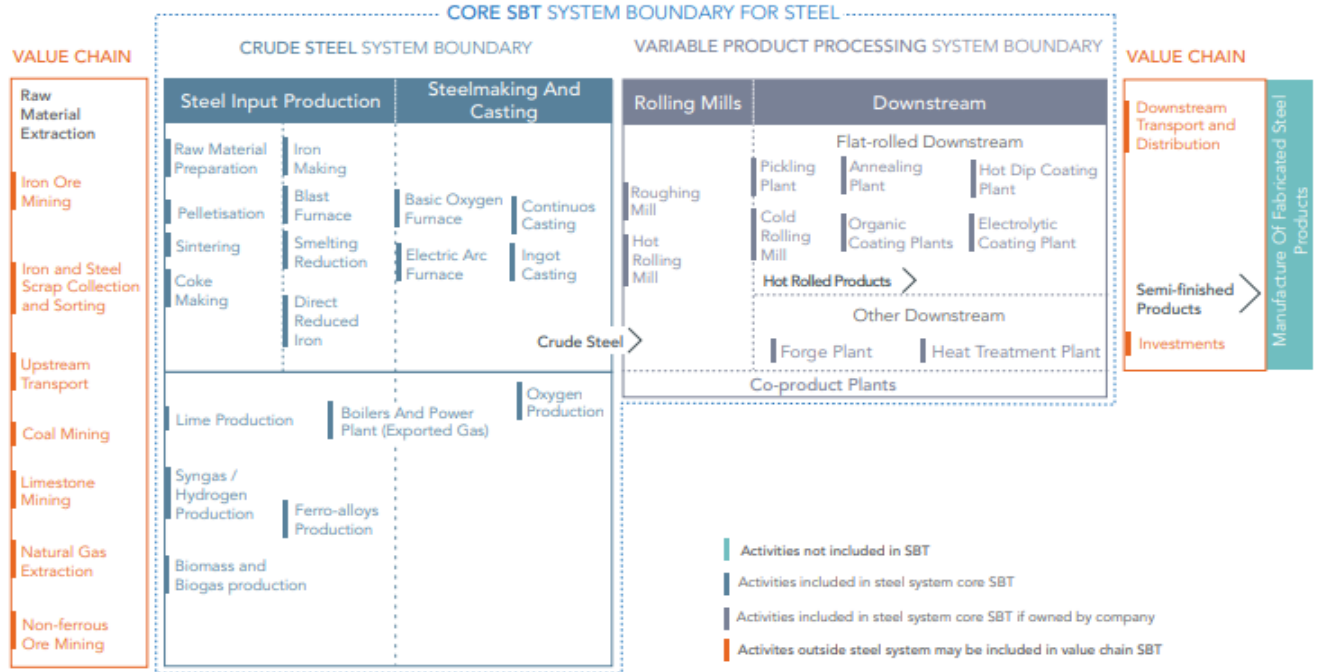 CORE SBT SYSTEM BOUNDARY FOR STEEL
CRUDE STEEL SYSTEM BOUNDARY
VARIABLE PRODUCT PROCESSING SYSTEM BOUNDARY
VALUE CHAIN
Raw
Material
Extraction
Iron Ore
Mining
Iron and Steel
Scrap Collection
and Sorting
Upstream
Transport
Coal Mining
Limestone
Mining
Natural Gas
Extraction
Non-ferrous
Ore Mining
Steel Input Production
Raw Material
Preparation
Pelletisation
Sintering
Coke
Making
Iron
Making
Blast
Furnace
Smelting
Reduction
Direct
Reduced
Iron
Steelmaking And
Casting
Basic Oxygen
Furnace
Electric Arc
Furnace
Continuos
Casting
Ingot
Casting
Crude Steel
Lime Production
Boilers And Power
Plant (Exported Gas)
Oxygen
Production
Syngas /
Hydrogen
Production
Ferro-alloys
Production
Biomass and
Biogas production
Rolling Mills
Roughing
Mill
Hot
Rolling
Mill
Downstream
Flat-rolled Downstream
Pickling
Plant
Annealing
Plant
Hot Dip Coating
Plant
Cold
Rolling
Mill
Organic
Coating Plants
Electrolytic
Coating Plant
Hot Rolled Products
Other Downstream
Forge Plant
Heat Treatment Plant
Co-product Plants
VALUE CHAIN
Downstream
Transport and
Distribution
Semi-finished
Products
Investments
Manufacture Of Fabricated Steel
Products
Activities not included in SBT
Activities included in steel system core SBT
Activities included in steel system core SBT if owned by company
Activites outside steel system may be included in value chain SBT